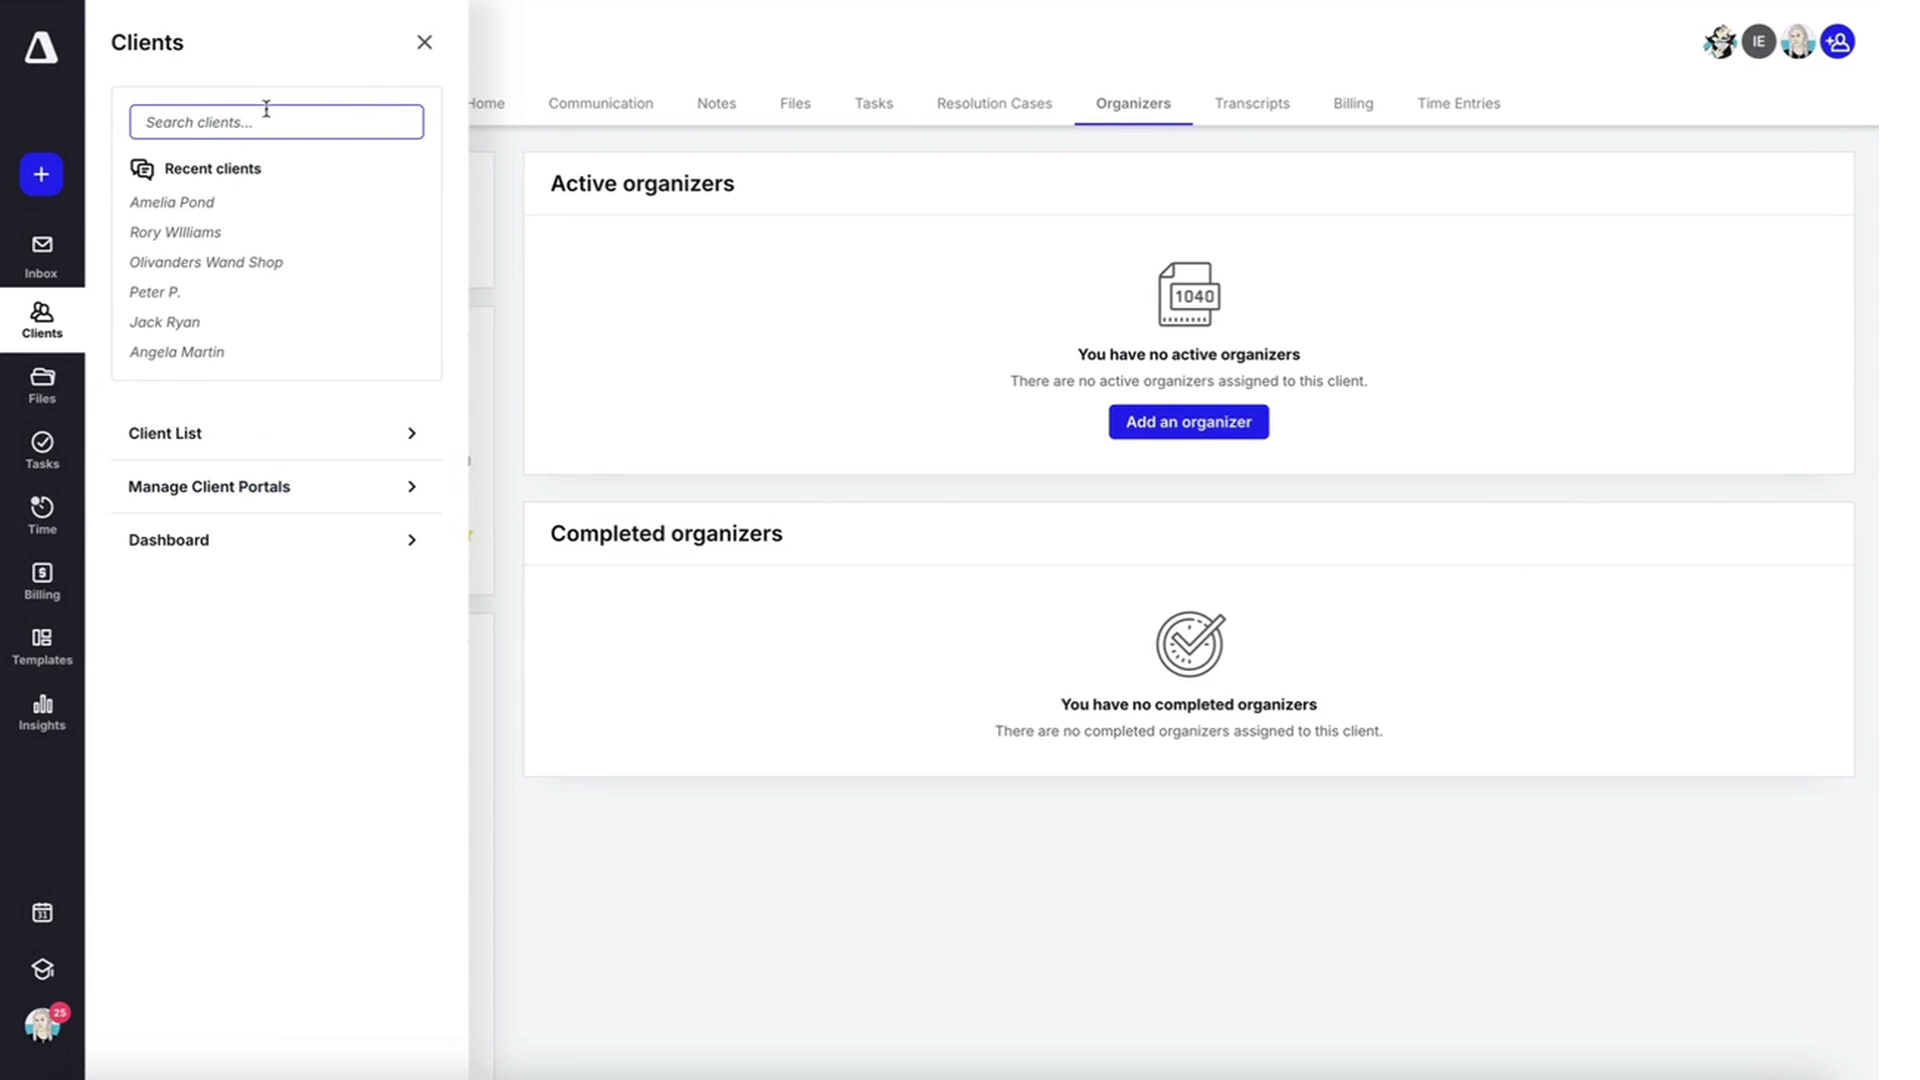 Clients
Search clients...
Recent clients
Amelia Pond
Rory WIlliams
Olivanders Wand Shop
Peter P.
Jack Ryan
Angela Martin
Client List
Manage Client Portals
Dashboard
Inbox
Clients
Files
Tasks
Time
Billing
Templates
Insights
31
25
IE
Home Communication Notes Files Tasks Resolution Cases Organizers Transcripts Billing Time Entries
Active organizers
1040
You have no active organizers
There are no active organizers assigned to this client.
Add an organizer
Completed organizers
You have no completed organizers
There are no completed organizers assigned to this client.